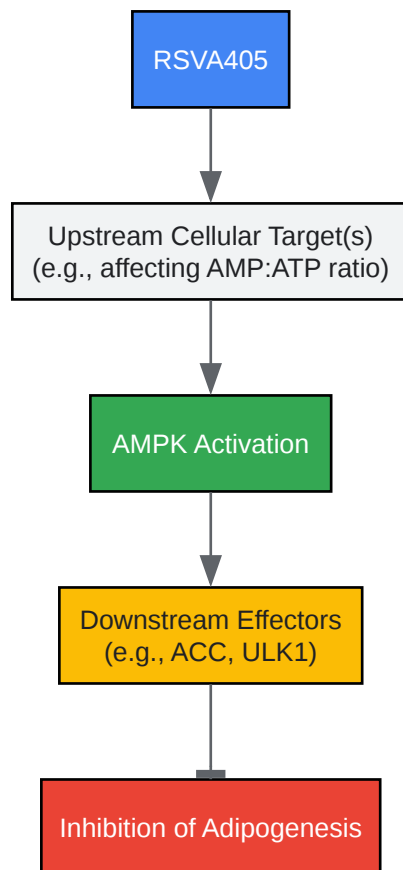 RSVA405
Upstream Cellular Target(s)
(e.g., affecting AMP:ATP ratio)
AMPK Activation
Downstream Effectors
(e.g., ACC, ULK1)
Inhibition of Adipogenesis